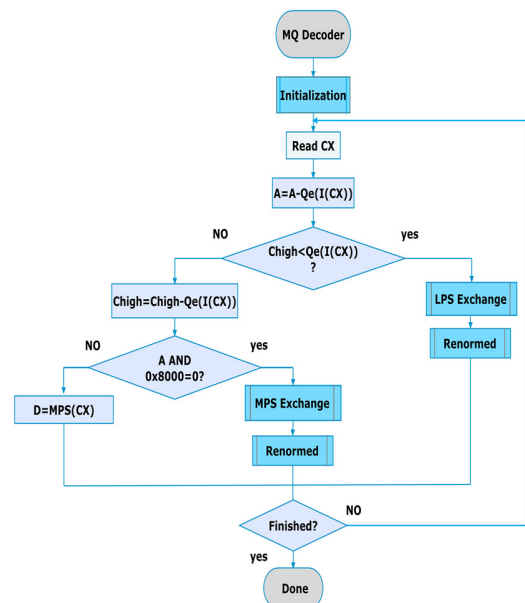 MQ Decoder
Initialization
Read CX
A=A-Qe(I(CX))
NO
yes
Chigh<Qe(I(CX))
?
Chigh=Chigh-Qe(I(CX))
LPS Exchange
Renormed
NO
yes
A AND
0x8000=0?
D=MPS(CX)
MPS Exchange
Renormed
Finished?
NO
yes
Done